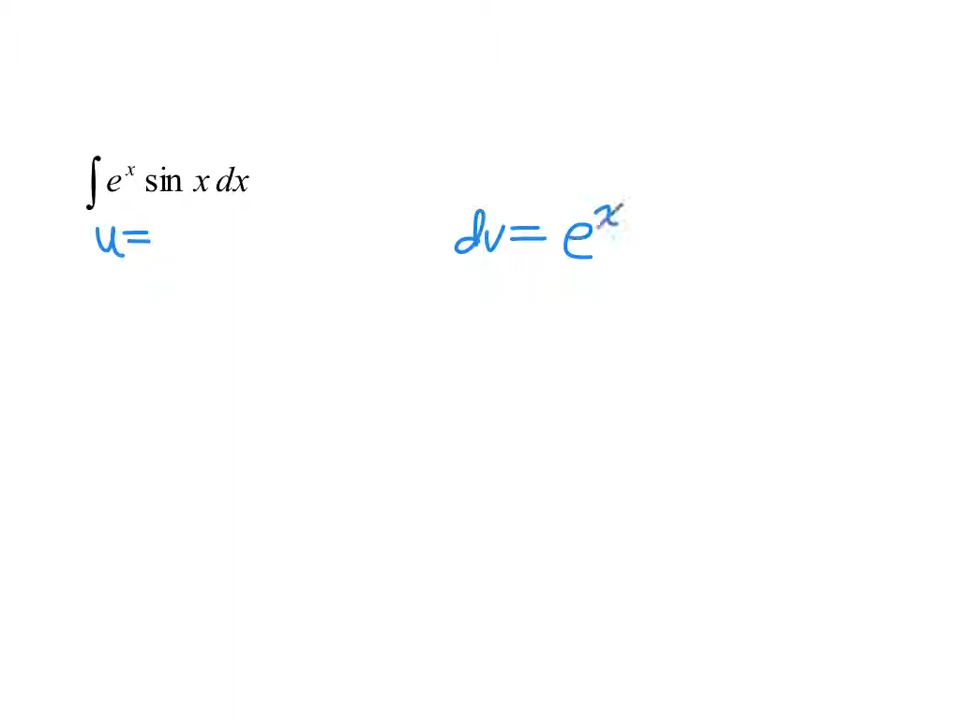 ∫ e^x sin x dx
u= dv= e^x